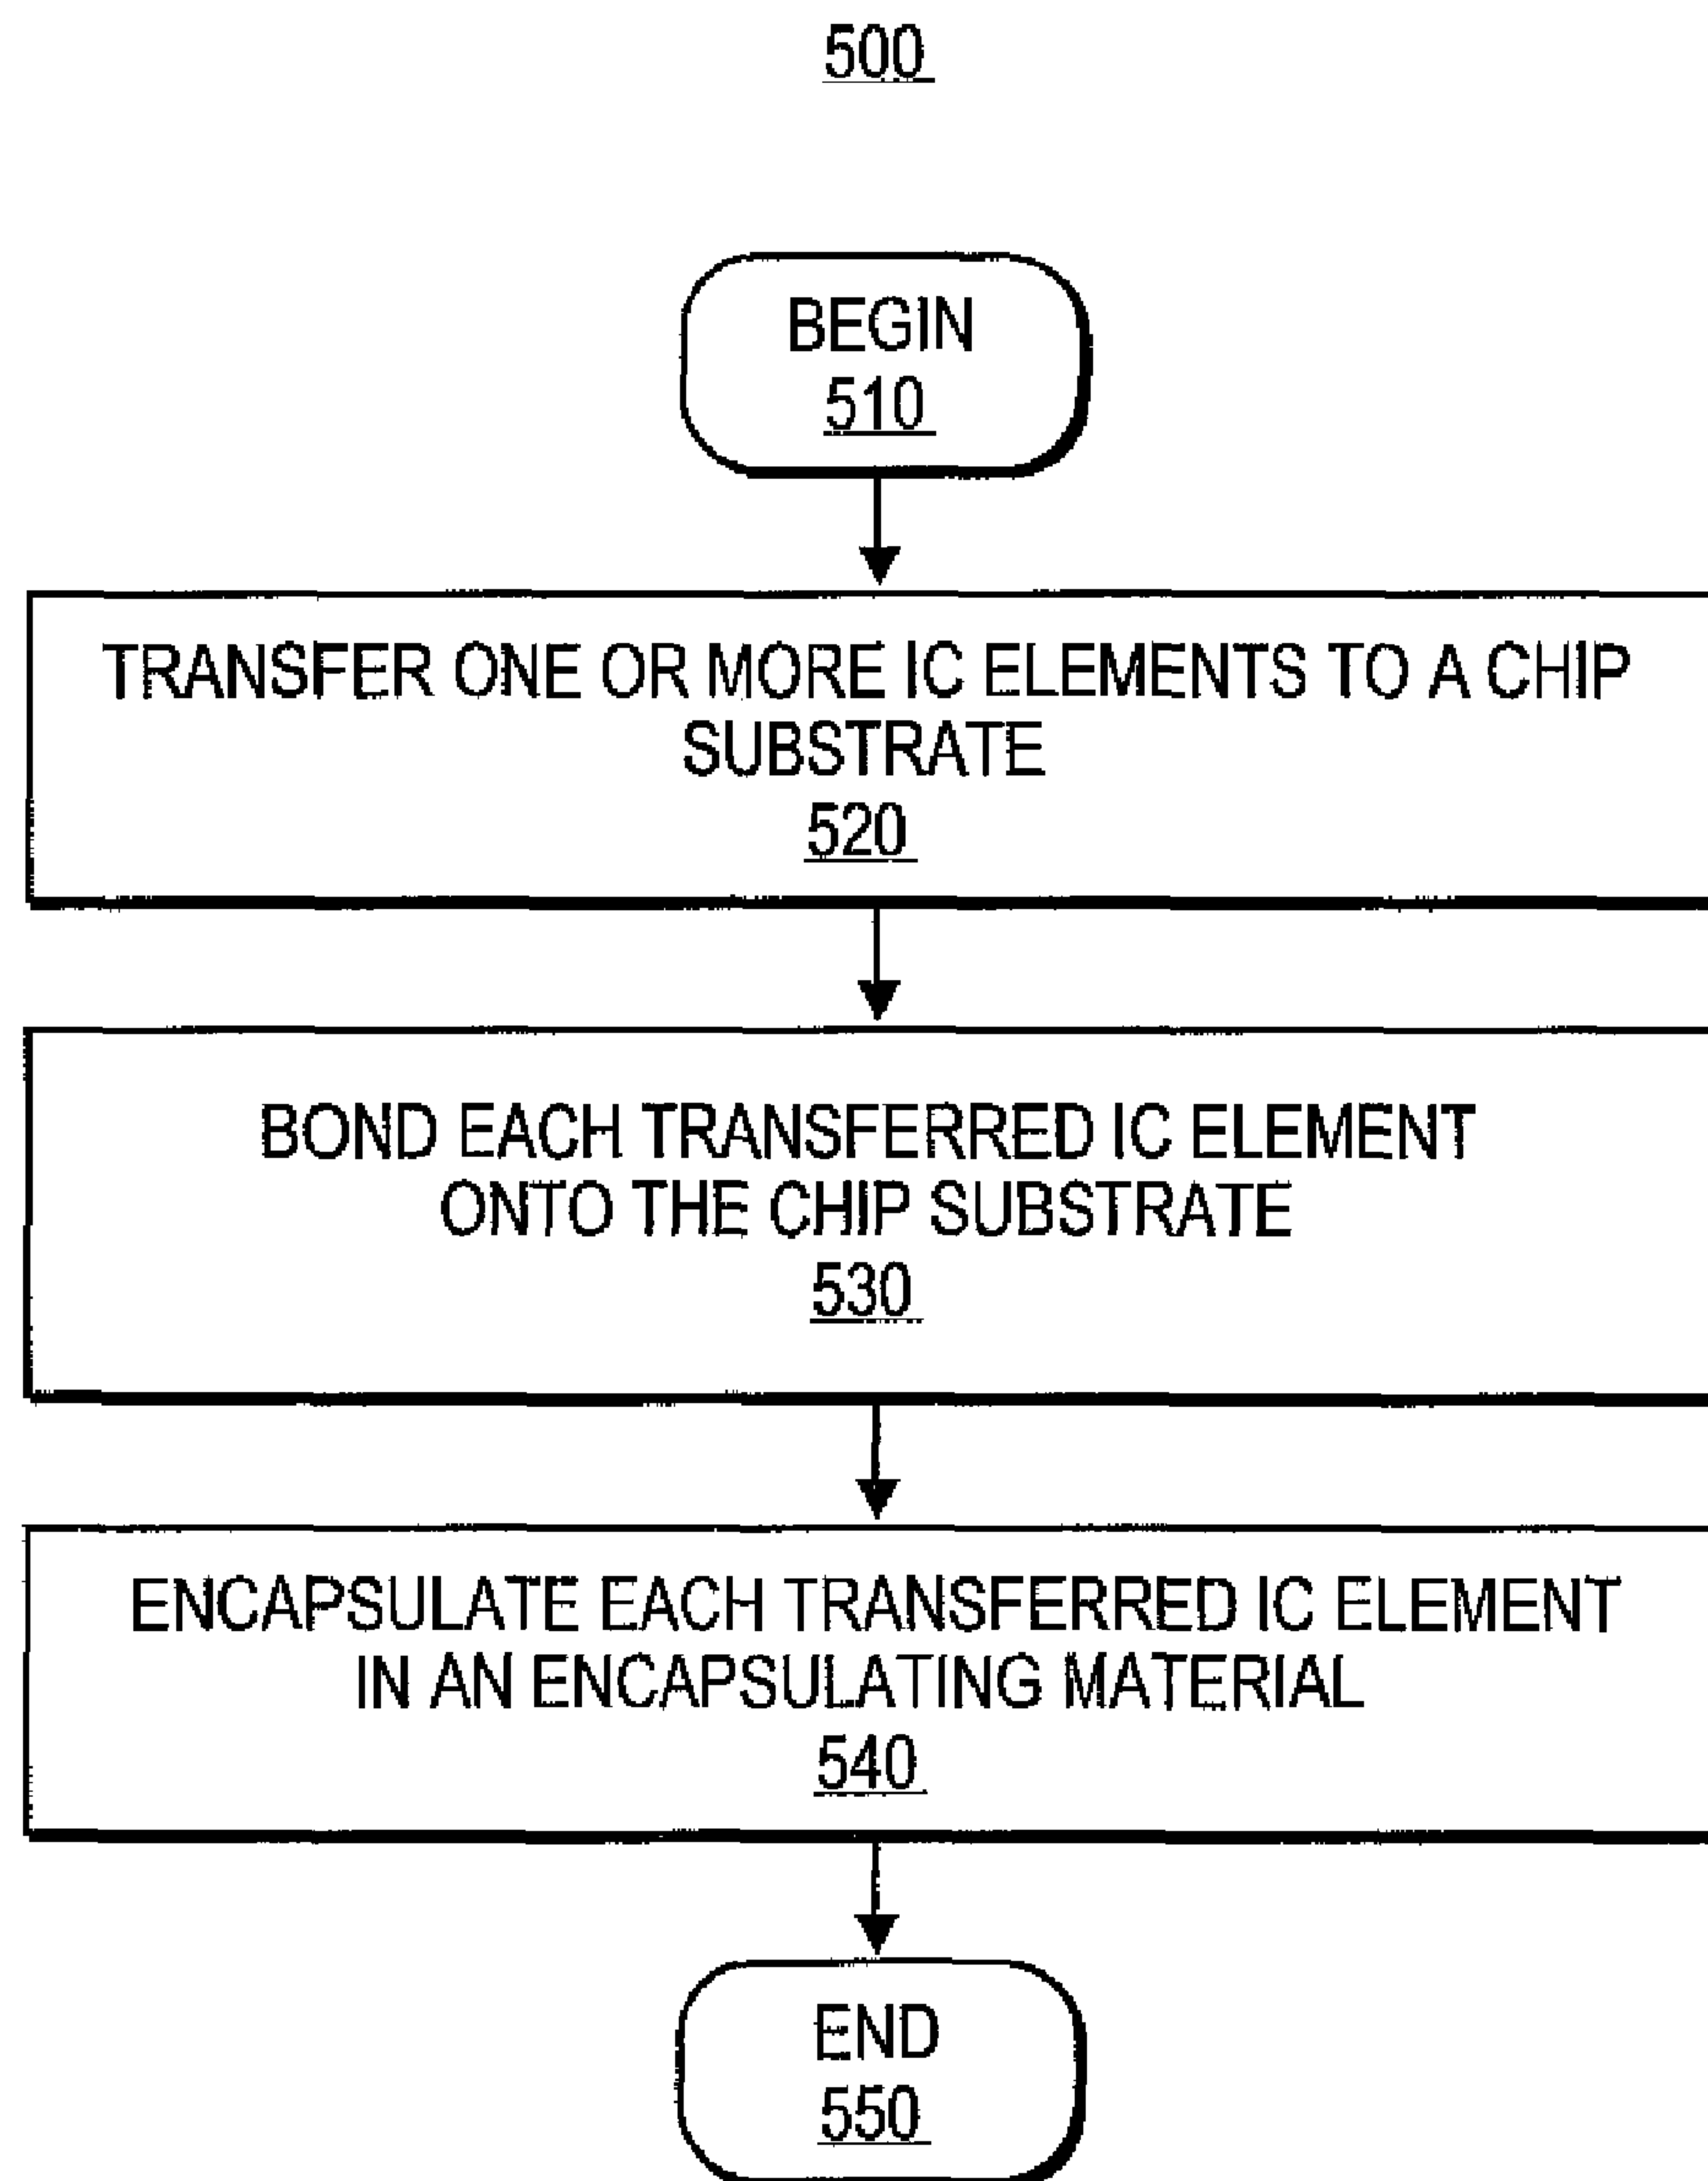 500
BEGIN
510
TRANSFER ONE OR MORE IC ELEMENTS TO A CHIP
SUBSTRATE
520
BOND EACH TRANSFERRED IC ELEMENT
ONTO THE CHIP SUBSTRATE
530
ENCAPSULATE EACH TRANSFERRED IC ELEMENT
IN AN ENCAPSULATING MATERIAL
540
END
550